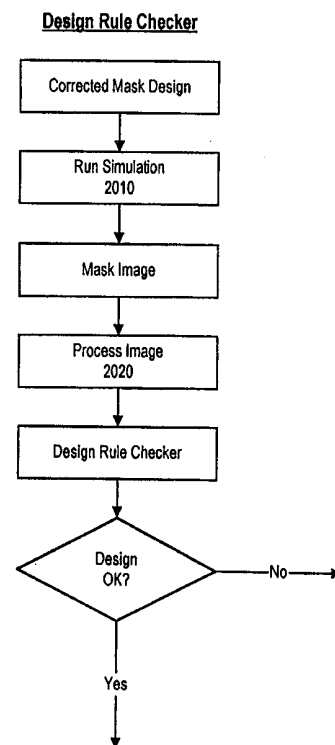 Design Rule Checker
Corrected Mask Design
Run Simulation
2010
Mask Image
Process Image
2020
Design Rule Checker
Design
OK?
No
Yes